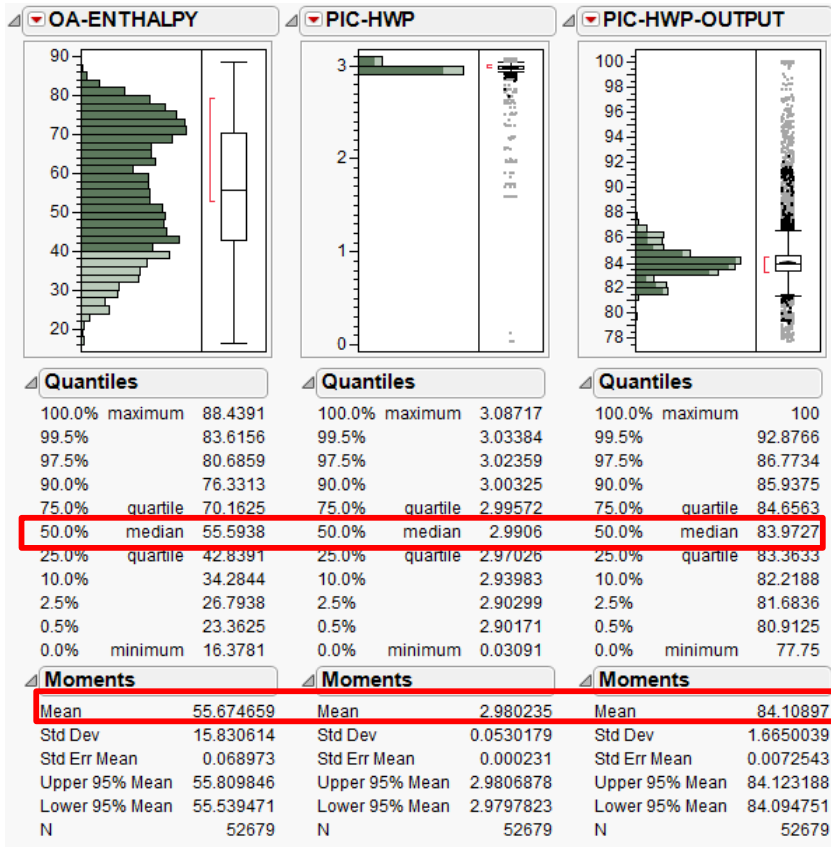 OA-ENTHALPY PIC-HWP PIC-HWP-OUTPUT
90
80
70
60
50
40
30
20
3
2
1
0
100
98
96
94
92
90
88
86
84
82
80
78
Quantiles Quantiles Quantiles
100.0% maximum 88.4391 100.0% maximum 3.08717 100.0% maximum 100
99.5% 83.6156 99.5% 3.03384 99.5% 92.8766
97.5% 80.6859 97.5% 3.02359 97.5% 86.7734
90.0% 76.3313 90.0% 3.00325 90.0% 85.9375
75.0% quartile 70.1625 75.0% quartile 2.99572 75.0% quartile 84.6563
50.0% median 55.5938 50.0% median 2.9906 50.0% median 83.9727
25.0% quartile 42.8391 25.0% quartile 2.97026 25.0% quartile 83.3633
10.0% 34.2844 10.0% 2.93983 10.0% 82.2188
2.5% 26.7938 2.5% 2.90299 2.5% 81.6836
0.5% 23.3625 0.5% 2.90171 0.5% 80.9125
0.0% minimum 16.3781 0.0% minimum 0.03091 0.0% minimum 77.75
Moments Moments Moments
Mean 55.674659 Mean 2.980235 Mean 84.10897
Std Dev 15.830614 Std Dev 0.0530179 Std Dev 1.6650039
Std Err Mean 0.068973 Std Err Mean 0.000231 Std Err Mean 0.0072543
Upper 95% Mean 55.809846 Upper 95% Mean 2.9806878 Upper 95% Mean 84.123188
Lower 95% Mean 55.539471 Lower 95% Mean 2.9797823 Lower 95% Mean 84.094751
N 52679 N 52679 N 52679